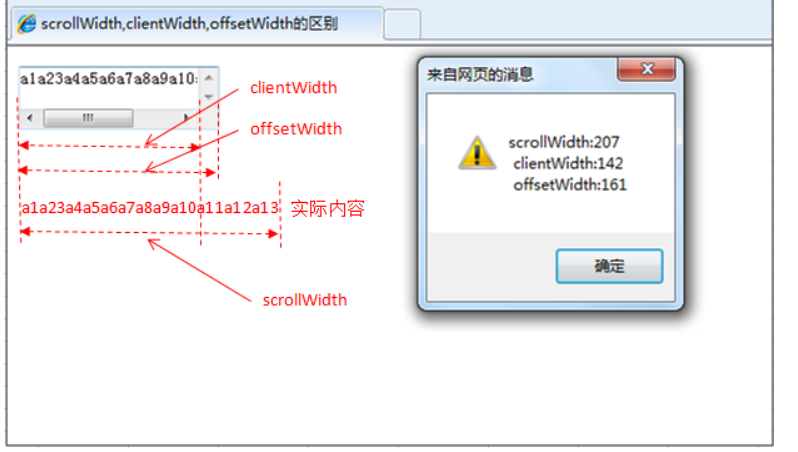 scrollWidth,clientWidth,offsetWidth的区别
a1a23a4a5a6a7a8a9a10
clientWidth
offsetWidth
a1a23a4a5a6a7a8a9a10a11a12a13 实际内容
scrollWidth
来自网页的消息
scrollWidth:207
clientWidth:142
offsetWidth:161
确定